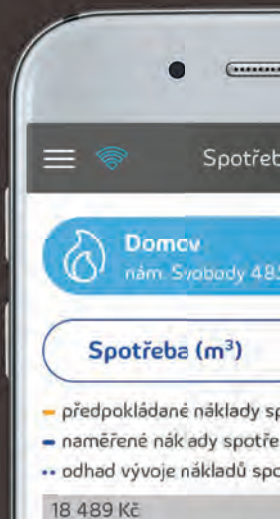 Spotřeb
Domov
nám. Svobody 485
Spotřeba (m³)
předpokládané náklady sp
naměřené náklady spotře
odhad vývoje nákladů spo
18 489 Kč